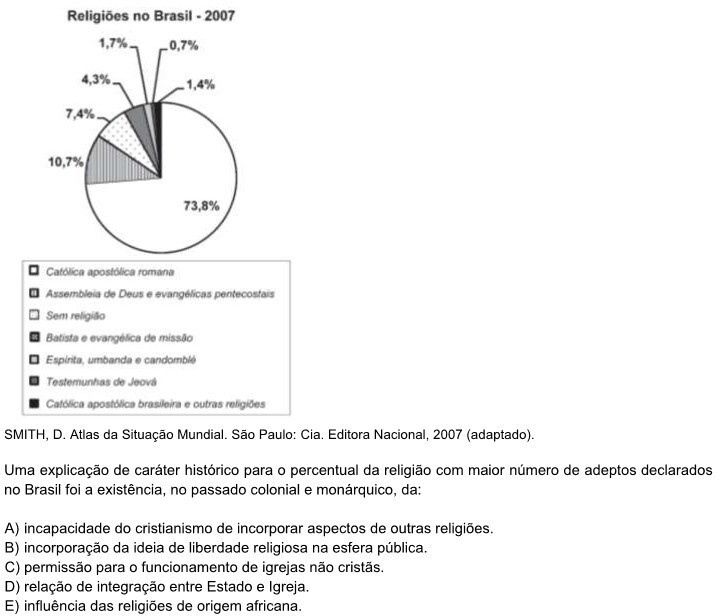 Religiões no Brasil - 2007
1,7%
0,7%
4,3%
1,4%
7,4%
10,7%
73,8%
Católica apostólica romana
Assembleia de Deus e evangélicas pentecostais
Sem religião
Batista e evangélica de missão
Espírita, umbanda e candomblé
Testemunhas de Jeová
Católica apostólica brasileira e outras religiões
SMITH, D. Atlas da Situação Mundial. São Paulo: Cia. Editora Nacional, 2007 (adaptado).
Uma explicação de caráter histórico para o percentual da religião com maior número de adeptos declarados
no Brasil foi a existência, no passado colonial e monárquico, da:
A) incapacidade do cristianismo de incorporar aspectos de outras religiões.
B) incorporação da ideia de liberdade religiosa na esfera pública.
C) permissão para o funcionamento de igrejas não cristãs.
D) relação de integração entre Estado e Igreja.
E) influência das religiões de origem africana.